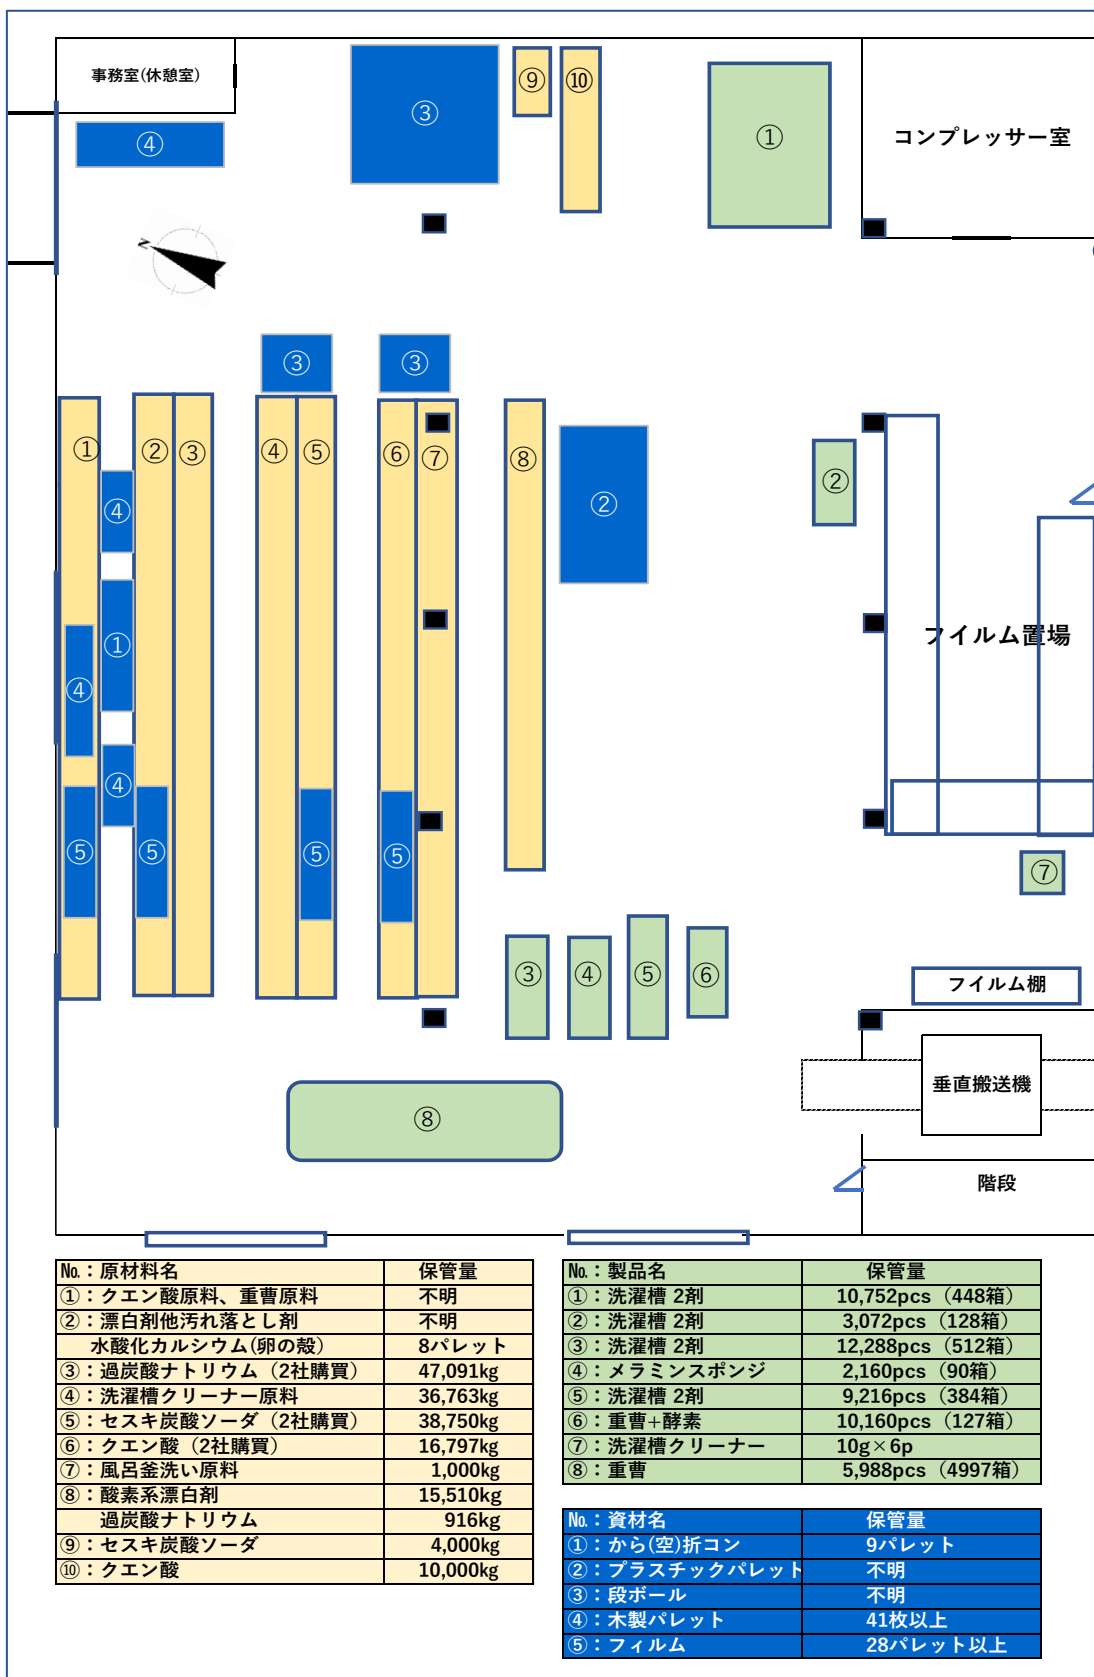 事務室(休憩室)
③
⑨
⑩
①
コンプレッサー室
④
N
③
③
①
②
③
④
⑤
⑥
⑦
⑧
②
②
④
①
④
フイルム置場
④
⑤
⑤
⑤
⑤
⑦
③
④
⑤
⑥
フイルム棚
垂直搬送機
⑧
階段
№：原材料名 保管量
①：クエン酸原料、重曹原料 不明
②：漂白剤他汚れ落とし剤 不明
水酸化カルシウム(卵の殻) 8パレット
③：過炭酸ナトリウム（2社購買） 47,091kg
④：洗濯槽クリーナー原料 36,763kg
⑤：セスキ炭酸ソーダ（2社購買） 38,750kg
⑥：クエン酸（2社購買） 16,797kg
⑦：風呂釜洗い原料 1,000kg
⑧：酸素系漂白剤 15,510kg
過炭酸ナトリウム 916kg
⑨：セスキ炭酸ソーダ 4,000kg
⑩：クエン酸 10,000kg
№：製品名 保管量
①：洗濯槽 2剤 10,752pcs（448箱）
②：洗濯槽 2剤 3,072pcs（128箱）
③：洗濯槽 2剤 12,288pcs（512箱）
④：メラミンスポンジ 2,160pcs（90箱）
⑤：洗濯槽 2剤 9,216pcs（384箱）
⑥：重曹+酵素 10,160pcs（127箱）
⑦：洗濯槽クリーナー 10g×6p
⑧：重曹 5,988pcs（4997箱）
№：資材名 保管量
①：から(空)折コン 9パレット
②：プラスチックパレット 不明
③：段ボール 不明
④：木製パレット 41枚以上
⑤：フィルム 28パレット以上